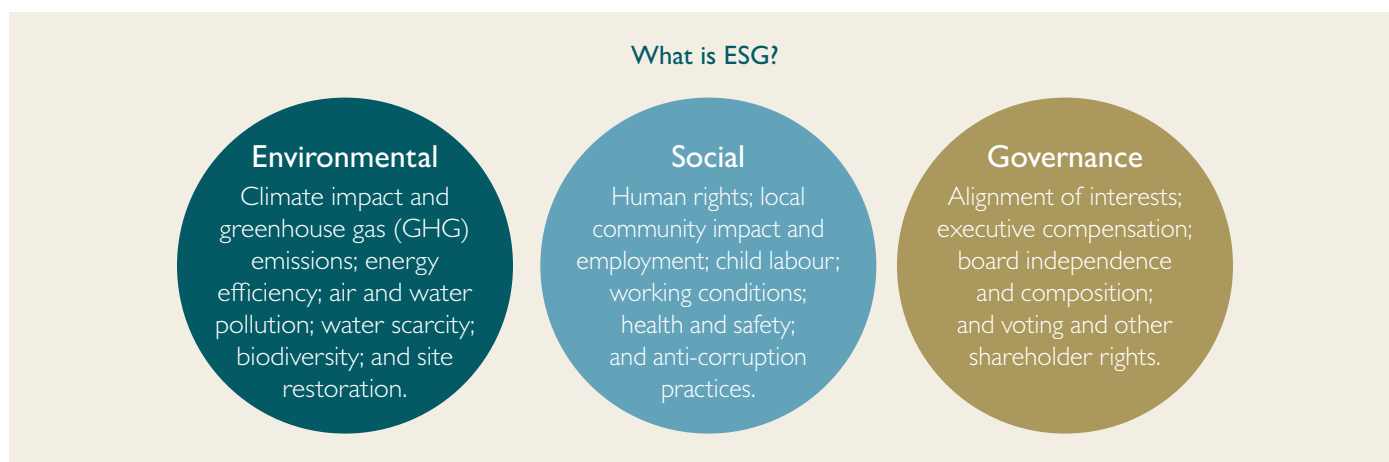 What is ESG?
Environmental
Climate impact and
greenhouse gas (GHG)
emissions; energy
efficiency; air and water
pollution; water scarcity;
biodiversity; and site
restoration.
Social
Human rights; local
community impact and
employment; child labour;
working conditions;
health and safety;
and anti-corruption
practices.
Governance
Alignment of interests;
executive compensation;
board independence
and composition;
and voting and other
shareholder rights.